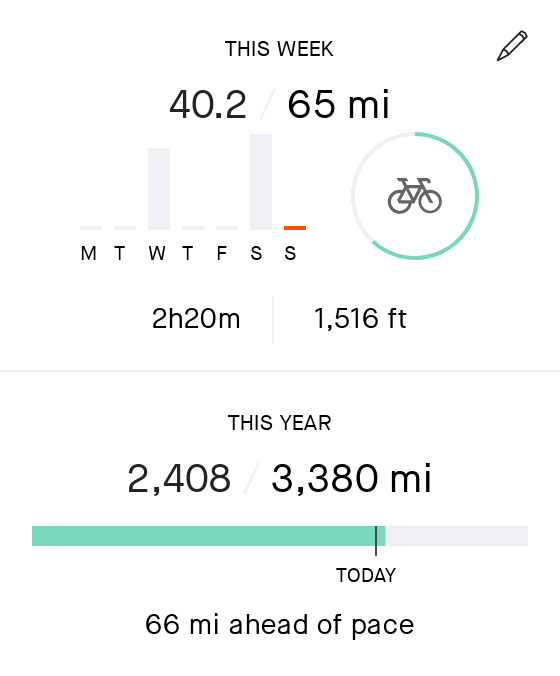 THIS WEEK
40.2 / 65 mi
M T W T F S S
2h20m 1,516 ft
THIS YEAR
2,408 / 3,380 mi
TODAY
66 mi ahead of pace